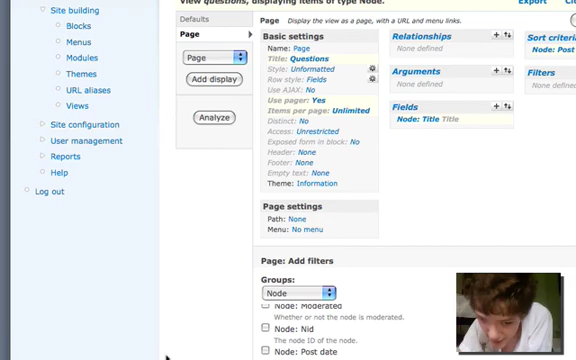 View questions, displaying items of type Node.
Export
Site building
Blocks
Menus
Modules
Themes
URL aliases
Views
Site configuration
User management
Reports
Help
Log out
Defaults
Page
Page
Add display
Analyze
Page Display the view as a page, with a URL and menu links.
Basic settings
Name: Page
Title: Questions
Style: Unformatted
Row style: Fields
Use AJAX: No
Use pager: Yes
Items per page: Unlimited
Distinct: No
Access: Unrestricted
Exposed form in block: No
Header: None
Footer: None
Empty text: None
Theme: Information
Page settings
Path: None
Menu: No menu
Relationships
None defined
Arguments
None defined
Fields
Node: Title Title
Sort criteria
Node: Post
Filters
None defined
Page: Add filters
Groups:
Node
Node: Moderated
Whether or not the node is moderated.
Node: Nid
The node ID of the node.
Node: Post date